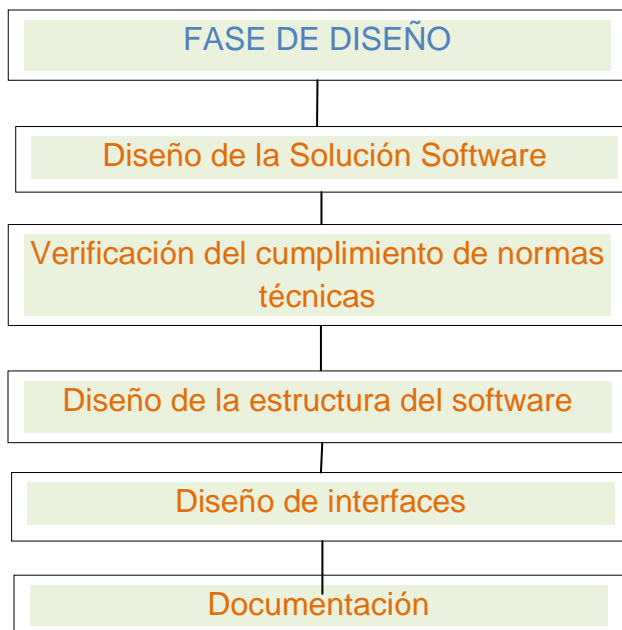 FASE DE DISEÑO
Diseño de la Solución Software
Verificación del cumplimiento de normas
técnicas
Diseño de la estructura del software
Diseño de interfaces
Documentación